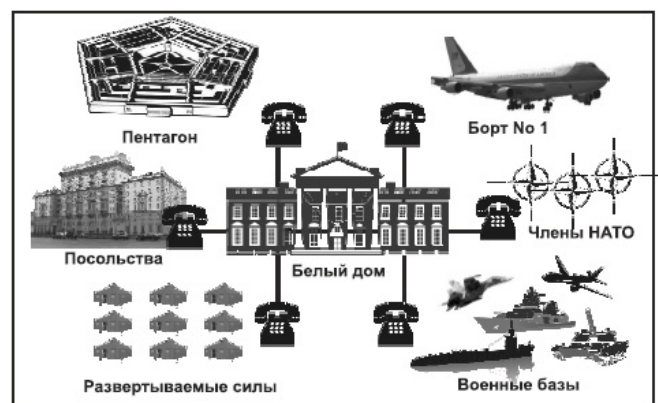 Пентагон
Борт No 1
Посольства
Белый дом
Члены НАТО
Развертываемые силы
Военные базы